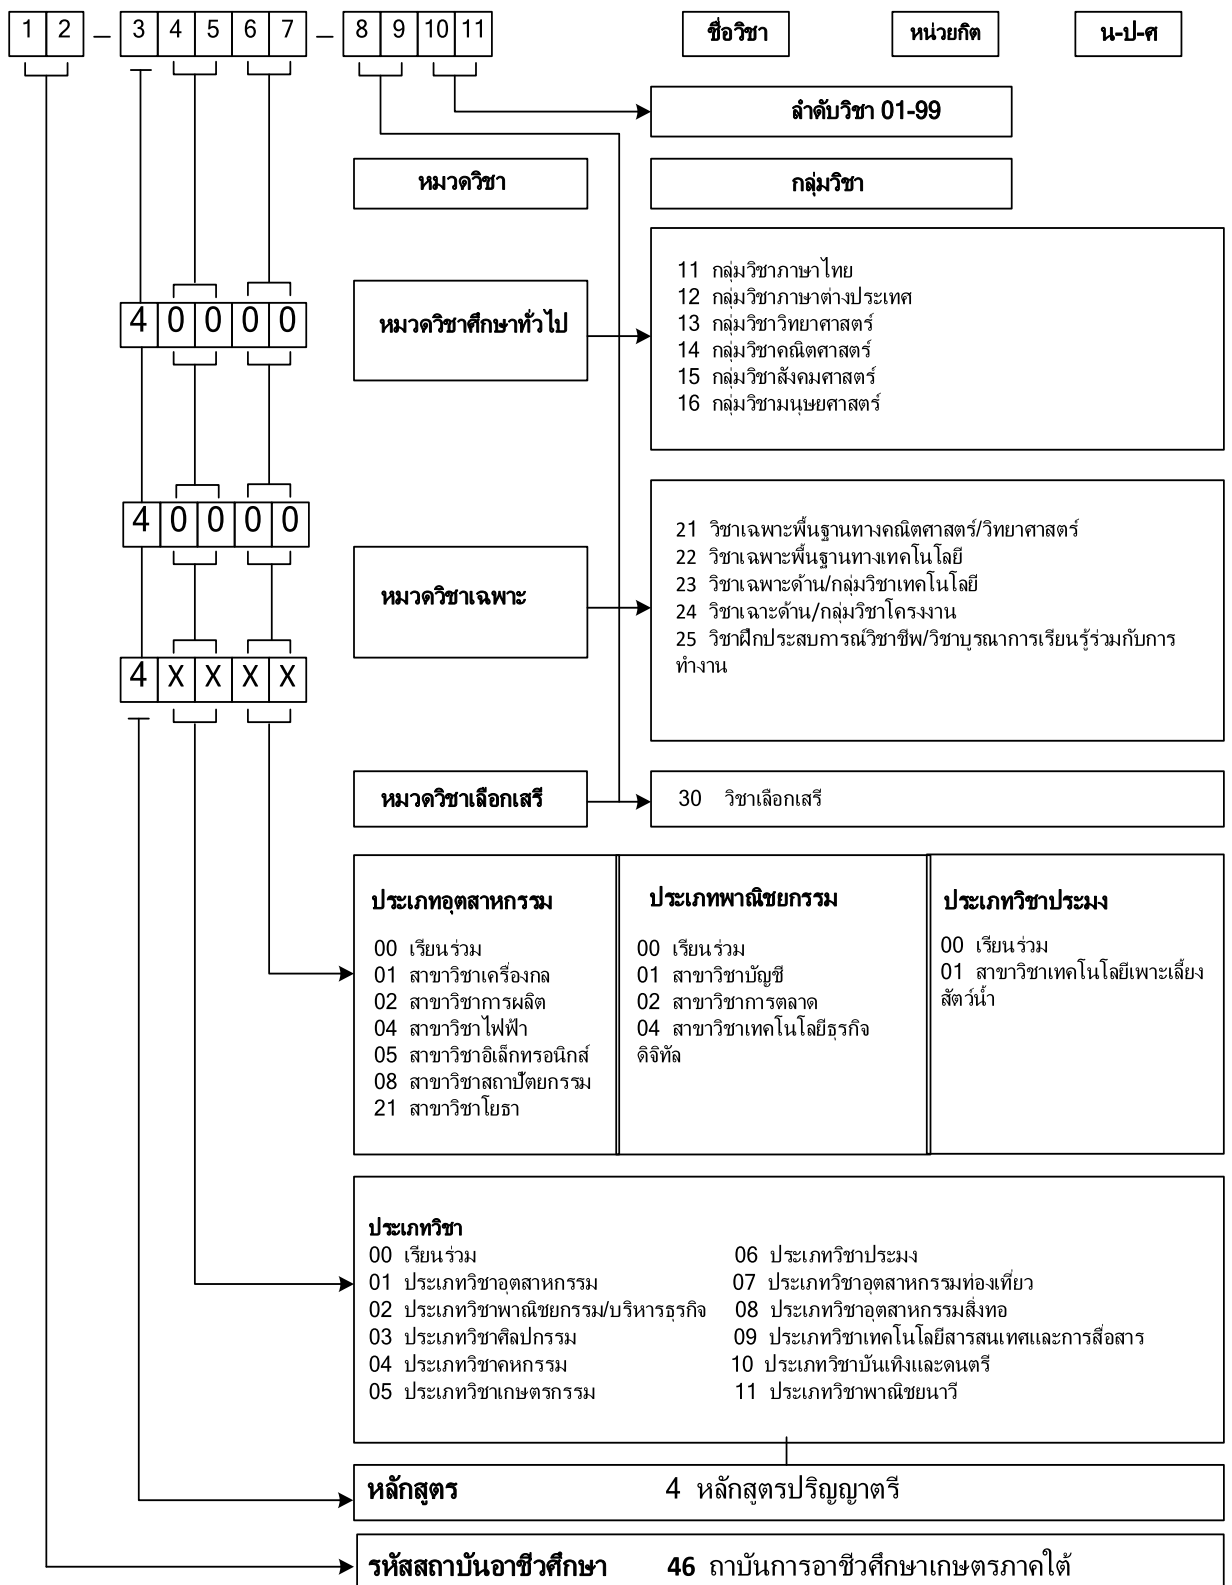 1 2 – 3 4 5 6 7 – 8 9 10 11 ชื่อวิชา หน่วยกิต น-ป-ศ
ลำดับวิชา 01-99
หมวดวิชา กลุ่มวิชา
4 0 0 0 0
หมวดวิชาศึกษาทั่วไป
11 กลุ่มวิชาภาษาไทย
12 กลุ่มวิชาภาษาต่างประเทศ
13 กลุ่มวิชาวิทยาศาสตร์
14 กลุ่มวิชาคณิตศาสตร์
15 กลุ่มวิชาสังคมศาสตร์
16 กลุ่มวิชามนุษยศาสตร์
4 0 0 0 0
หมวดวิชาเฉพาะ
21 วิชาเฉพาะพื้นฐานทางคณิตศาสตร์/วิทยาศาสตร์
22 วิชาเฉพาะพื้นฐานทางเทคโนโลยี
23 วิชาเฉพาะด้าน/กลุ่มวิชาเทคโนโลยี
24 วิชาเฉาะด้าน/กลุ่มวิชาโครงงาน
25 วิชาฝึกประสบการณ์วิชาชีพ/วิชาบูรณาการเรียนรู้ร่วมกับการ
ทำงาน
4 X X X X
หมวดวิชาเลือกเสรี
30 วิชาเลือกเสรี
ประเภทอุตสาหกรรม
00 เรียนร่วม
01 สาขาวิชาเครื่องกล
02 สาขาวิชาการผลิต
04 สาขาวิชาไฟฟ้า
05 สาขาวิชาอิเล็กทรอนิกส์
08 สาขาวิชาสถาปัตยกรรม
21 สาขาวิชาโยธา
ประเภทพาณิชยกรรม
00 เรียนร่วม
01 สาขาวิชาบัญชี
02 สาขาวิชาการตลาด
04 สาขาวิชาเทคโนโลยีธุรกิจ
ดิจิทัล
ประเภทวิชาประมง
00 เรียนร่วม
01 สาขาวิชาเทคโนโลยีเพาะเลี้ยง
สัตว์น้ำ
ประเภทวิชา
00 เรียนร่วม
01 ประเภทวิชาอุตสาหกรรม
02 ประเภทวิชาพาณิชยกรรม/บริหารธุรกิจ
03 ประเภทวิชาศิลปกรรม
04 ประเภทวิชาคหกรรม
05 ประเภทวิชาเกษตรกรรม
06 ประเภทวิชาประมง
07 ประเภทวิชาอุตสาหกรรมท่องเที่ยว
08 ประเภทวิชาอุตสาหกรรมสิ่งทอ
09 ประเภทวิชาเทคโนโลยีสารสนเทศและการสื่อสาร
10 ประเภทวิชาบันเทิงและดนตรี
11 ประเภทวิชาพาณิชยนาวี
หลักสูตร 4 หลักสูตรปริญญาตรี
รหัสสถาบันอาชีวศึกษา 46 ถาบันการอาชีวศึกษาเกษตรภาคใต้